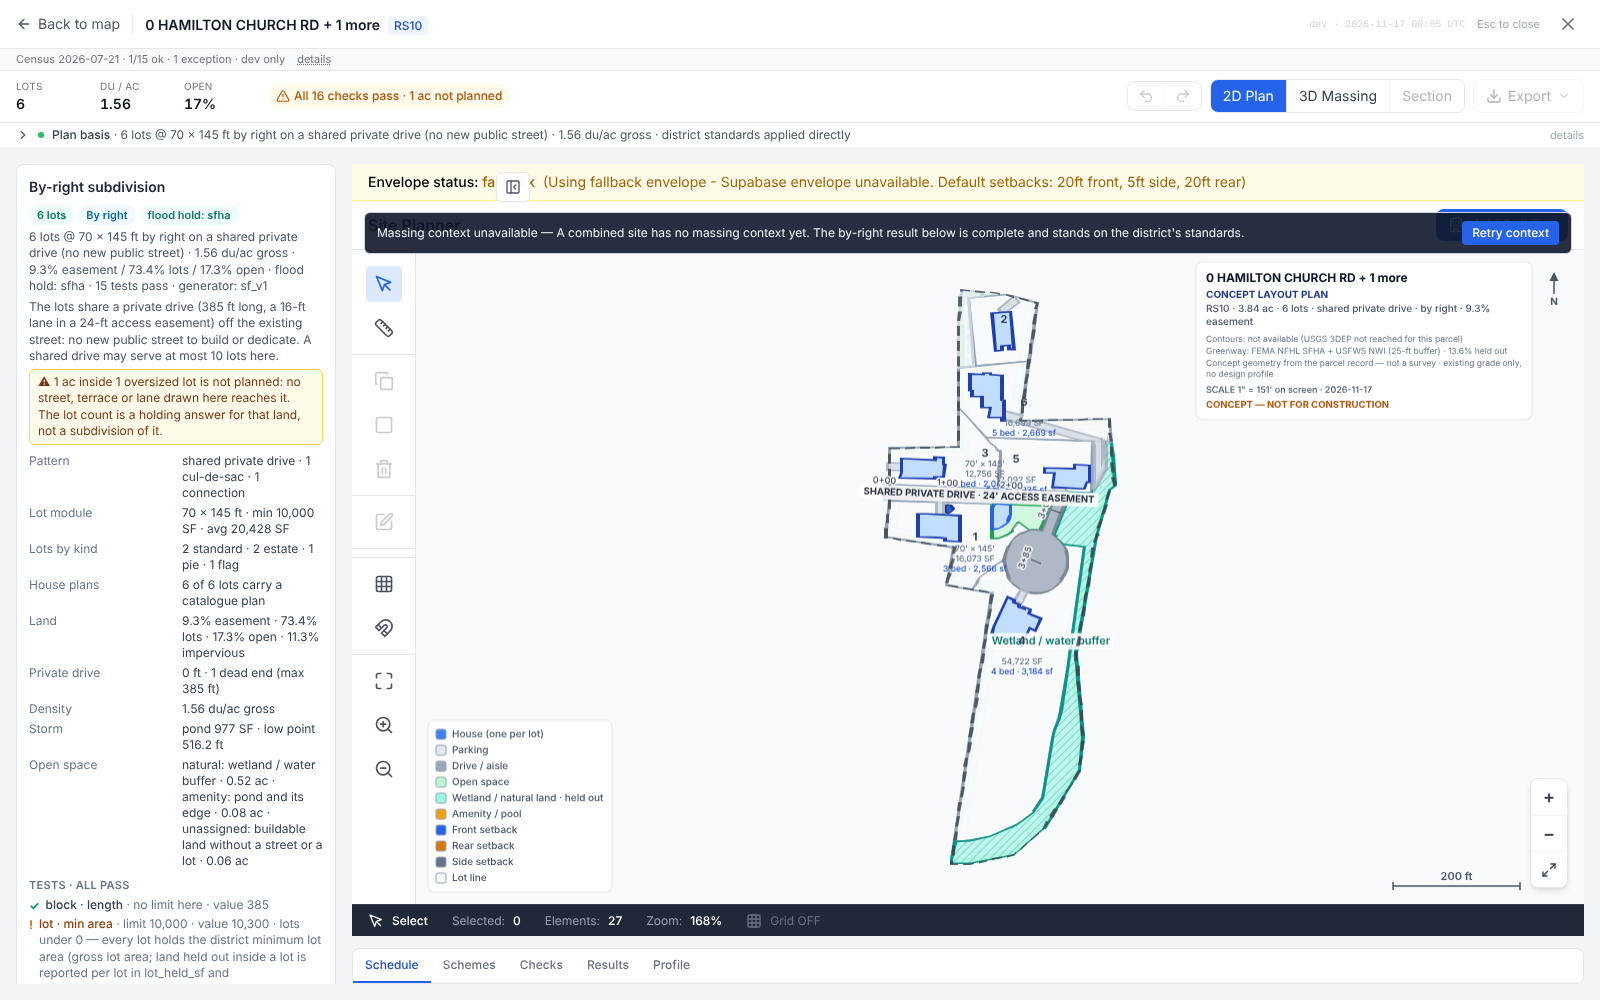 Back to map
0 HAMILTON CHURCH RD + 1 more RS10
dev · 2026-11-17 00:05 UTC Esc to close
Census 2026-07-21 · 1/15 ok · 1 exception · dev only details
LOTS
6
DU / AC
1.56
OPEN
17%
All 16 checks pass · 1 ac not planned
2D Plan 3D Massing Section Export
Plan basis · 6 lots @ 70 × 145 ft by right on a shared private drive (no new public street) · 1.56 du/ac gross · district standards applied directly details
By-right subdivision
6 lots By right flood hold: sfha
6 lots @ 70 × 145 ft by right on a shared private
drive (no new public street) · 1.56 du/ac gross ·
9.3% easement / 73.4% lots / 17.3% open · flood
hold: sfha · 15 tests pass · generator: sf_v1
The lots share a private drive (385 ft long, a 16-ft
lane in a 24-ft access easement) off the existing
street: no new public street to build or dedicate. A
shared drive may serve at most 10 lots here.
1 ac inside 1 oversized lot is not planned: no
street, terrace or lane drawn here reaches it.
The lot count is a holding answer for that land,
not a subdivision of it.
Pattern shared private drive · 1
cul-de-sac · 1
connection
Lot module 70 × 145 ft · min 10,000
SF · avg 20,428 SF
Lots by kind 2 standard · 2 estate · 1
pie · 1 flag
House plans 6 of 6 lots carry a
catalogue plan
Land 9.3% easement · 73.4%
lots · 17.3% open · 11.3%
impervious
Private drive 0 ft · 1 dead end (max
385 ft)
Density 1.56 du/ac gross
Storm pond 977 SF · low point
516.2 ft
Open space natural: wetland / water
buffer · 0.52 ac ·
amenity: pond and its
edge · 0.08 ac ·
unassigned: buildable
land without a street or a
lot · 0.06 ac
TESTS · ALL PASS
block · length · no limit here · value 385
! lot · min area · limit 10,000 · value 10,300 · lots
under 0 — every lot holds the district minimum lot
area (gross lot area; land held out inside a lot is
reported per lot in lot_held_sf and
Envelope status: (Using fallback envelope - Supabase envelope unavailable. Default setbacks: 20ft front, 5ft side, 20ft rear)
Site Planner
Massing context unavailable — A combined site has no massing context yet. The by-right result below is complete and stands on the district's standards. Retry context
0 HAMILTON CHURCH RD + 1 more
CONCEPT LAYOUT PLAN
RS10 · 3.84 ac · 6 lots · shared private drive · by right · 9.3%
easement
Contours: not available (USGS 3DEP not reached for this parcel)
Greenway: FEMA NFHL SFHA + USFWS NWI (25-ft buffer) · 13.6% held out
Concept geometry from the parcel record — not a survey · existing grade only,
no design profile
SCALE 1" = 151' on screen · 2026-11-17
CONCEPT — NOT FOR CONSTRUCTION
N
2
6
5 bed · 2,669 sf
3
70' × 145'
12,756 SF
5
0+00
1+00
2+00
SHARED PRIVATE DRIVE · 24' ACCESS EASEMENT
1
70' × 145'
16,073 SF
3 bed · 2,566 sf
3+85
Wetland / water buffer
54,722 SF
4 bed · 3,184 sf
House (one per lot)
Parking
Drive / aisle
Open space
Wetland / natural land · held out
Amenity / pool
Front setback
Rear setback
Side setback
Lot line
200 ft
Select Selected: 0 Elements: 27 Zoom: 168% Grid OFF
Schedule Schemes Checks Results Profile